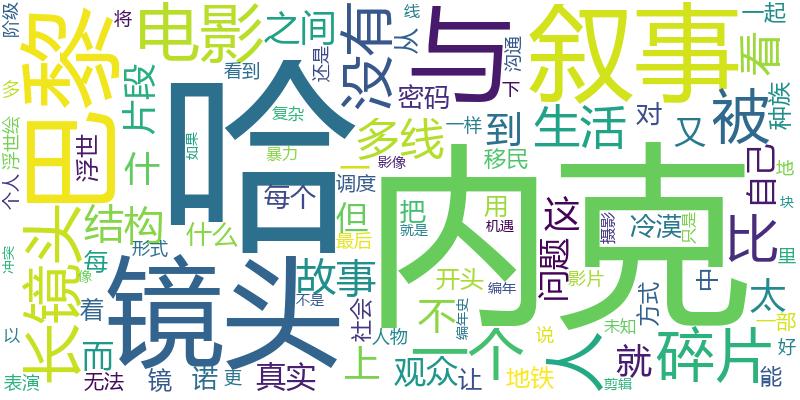 阶级
黎
将
电影
之间
没有
从
线
沟通
与
叙事
看
一起
多
浮世绘
巴
浮世
片段
看到
还是
密码
下
种族
个人
长镜头
牛
哈
复杂
如果
暴力
多线
一样
到
生活
对
又
被
自己
地
结构
每个
一
影像
调度
移民
内克
这
摄影
冷漠
只是
比
块
冲突
每
形式
什么
但
把
用
机遇
问题
里
像
着
镜头
故事
最后
就是
开头
影片
方式
中
太
以
而
不是
社会
不
编年
编年史
一个
人
未知
就
碎片
一部
好
表演
无法
镜
诺
更
真实
上
人物
观众
让
地铁
说
剪辑
能